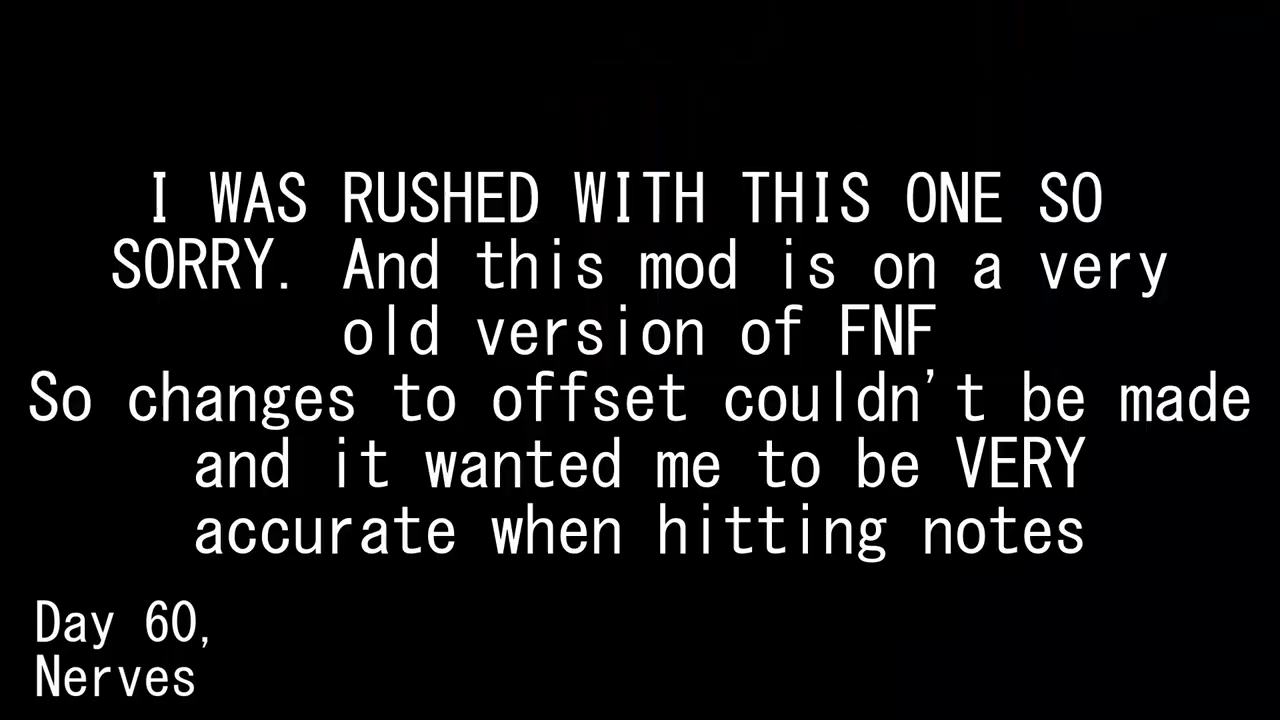 I WAS RUSHED WITH THIS ONE SO
SORRY. And this mod is on a very
old version of FNF
So changes to offset couldn't be made
and it wanted me to be VERY
accurate when hitting notes
Day 60,
Nerves